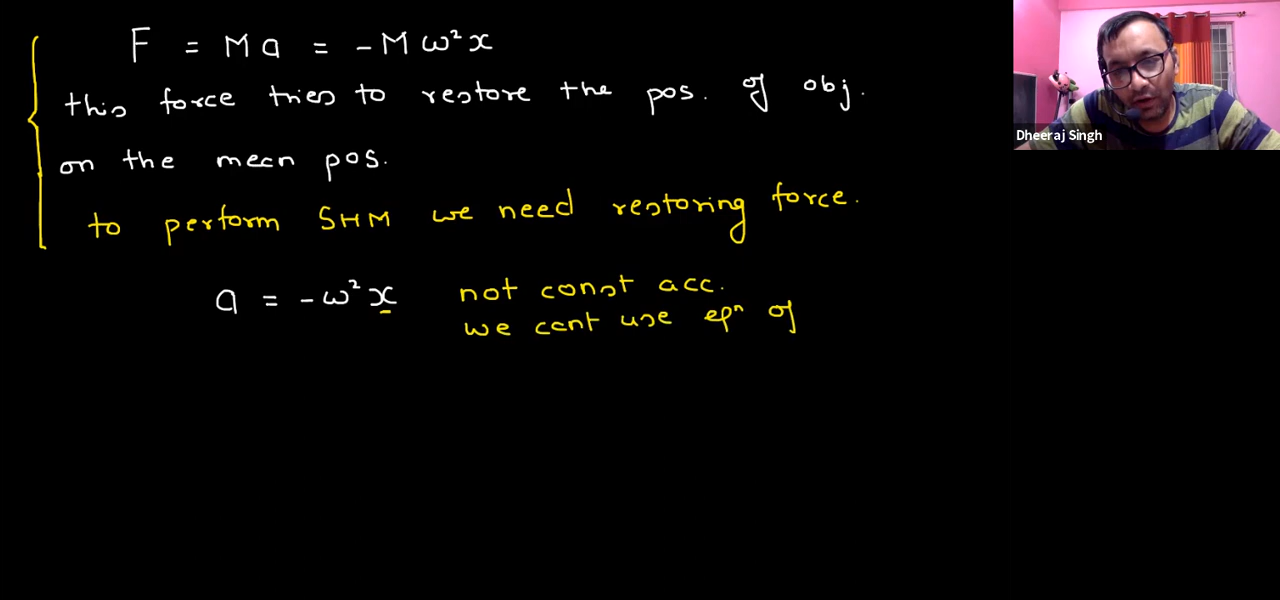 F = Ma = -Mω²x
this force tries to restore the pos. of obj.
on the mean pos.
to perform SHM we need restoring force.
a = -ω²x not const acc.
we cant use eqⁿ of
Dheeraj Singh